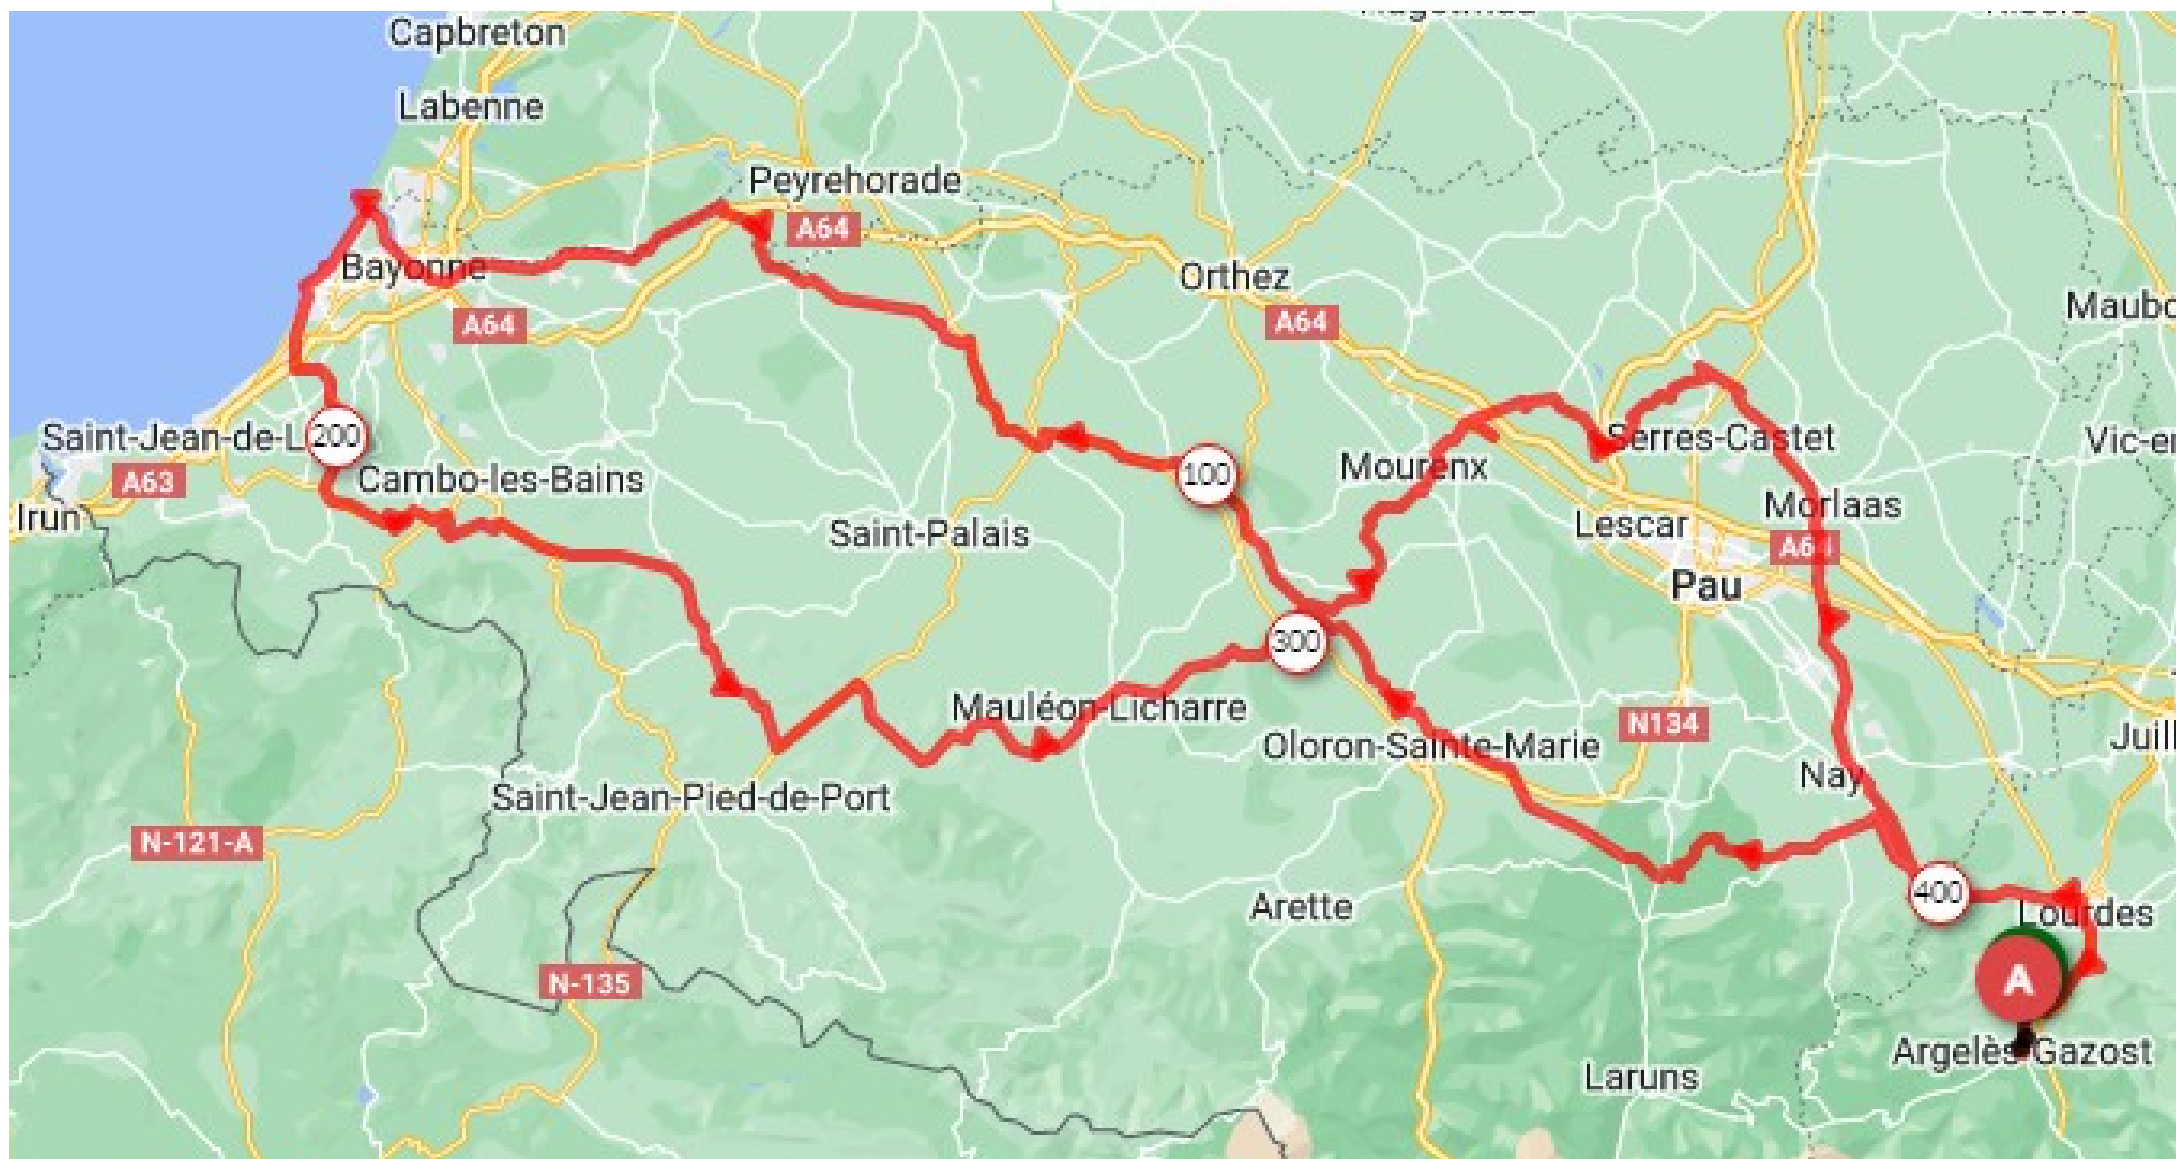 Capbreton
Labenne
Peyrehorade
A64
Bayonne
Orthez
A64
A64
Saint-Jean-de-L
200
Serres-Castet
A63
Cambo-les-Bains
Mourenx
100
Irun
Saint-Palais
Lescar
Morlaas
A64
Pau
300
Mauléon-Licharre
N134
Oloron-Sainte-Marie
Nay
Saint-Jean-Pied-de-Port
N-121-A
400
Arette
Lourdes
N-135
A
Argelès-Gazost
Laruns
Maubo
Vic-e
Juill